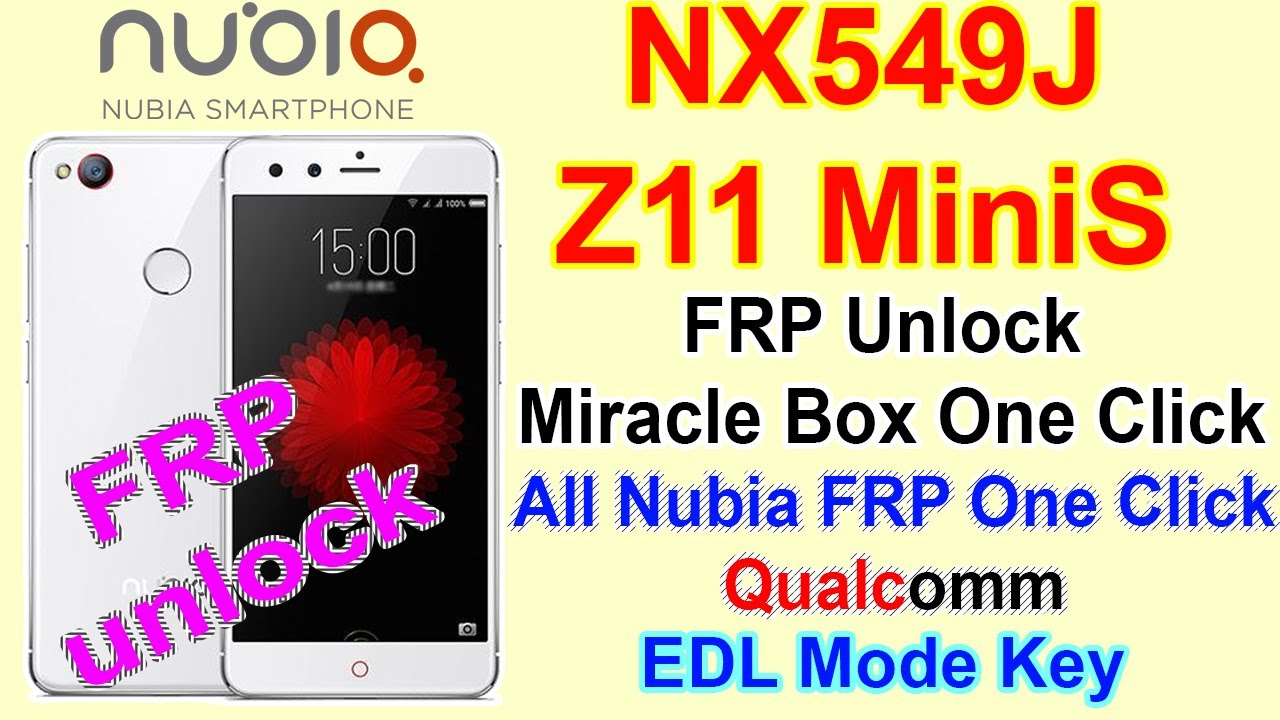 nubia
NUBIA SMARTPHONE
NX549J
Z11 MiniS
100%
15:00
FRP Unlock
Miracle Box One Click
All Nubia FRP One Click
Qualcomm
EDL Mode Key
FRP
unlock